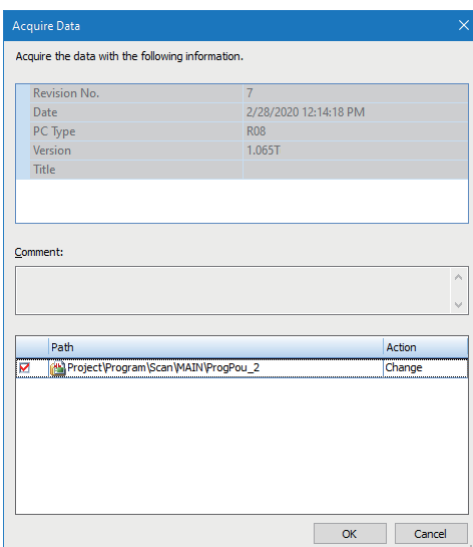 Acquire Data
Acquire the data with the following information.
Revision No. 7
Date 2/28/2020 12:14:18 PM
PC Type R08
Version 1.065T
Title
Comment:
Path Action
Project\Program\Scan\MAIN\ProgPou_2 Change
OK Cancel